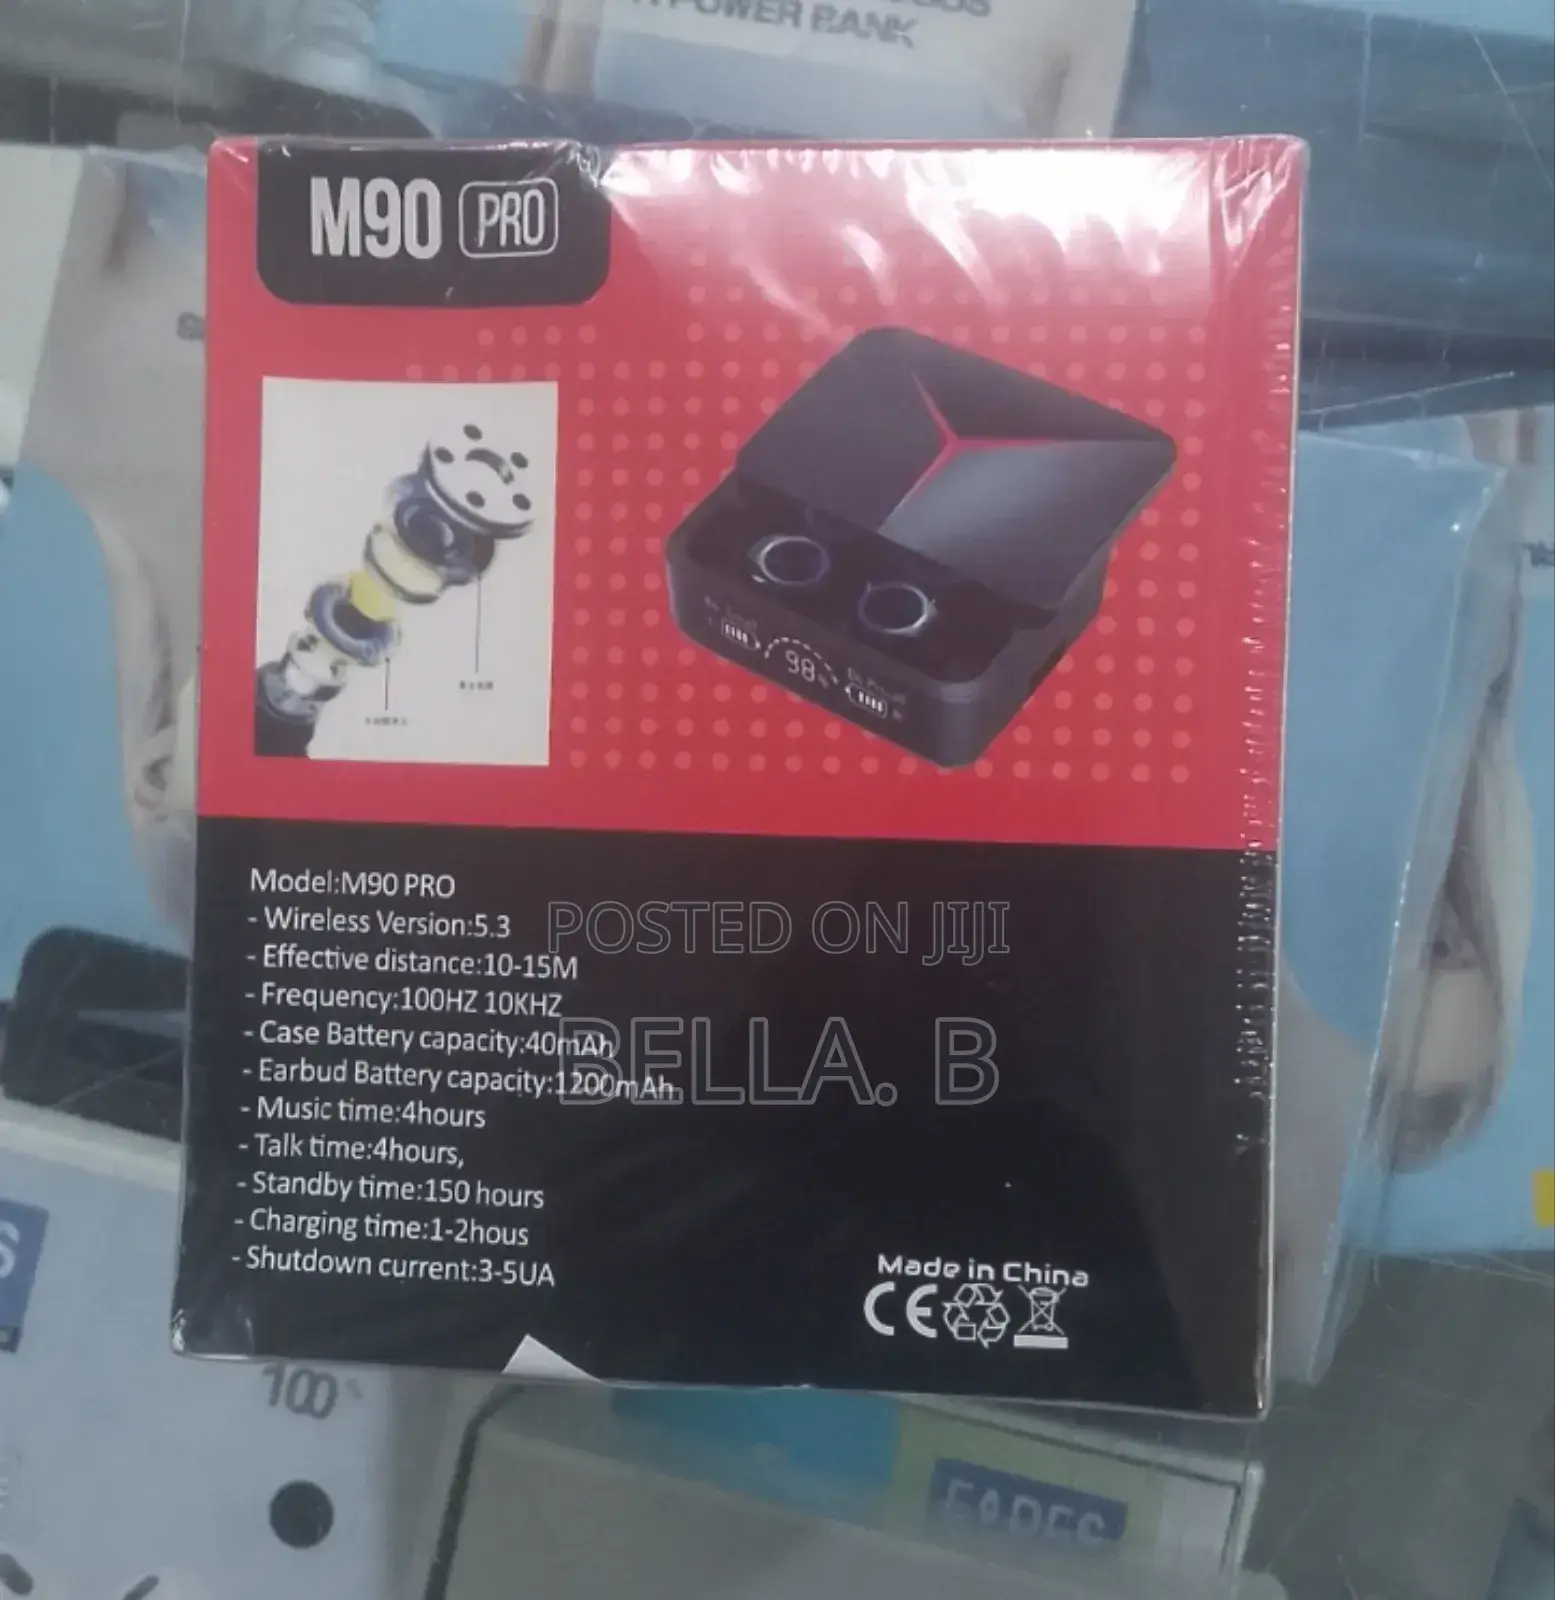 POWER BANK
M90 PRO
98%
Model:M90 PRO
- Wireless Version:5.3
- Effective distance:10-15M
- Frequency:100HZ 10KHZ
- Case Battery capacity:40mAh
- Earbud Battery capacity:1200mAh
- Music time:4hours
- Talk time:4hours,
- Standby time:150 hours
- Charging time:1-2hous
- Shutdown current:3-5UA
POSTED ON JIJI
BELLA. B
Made in China
CE
100%